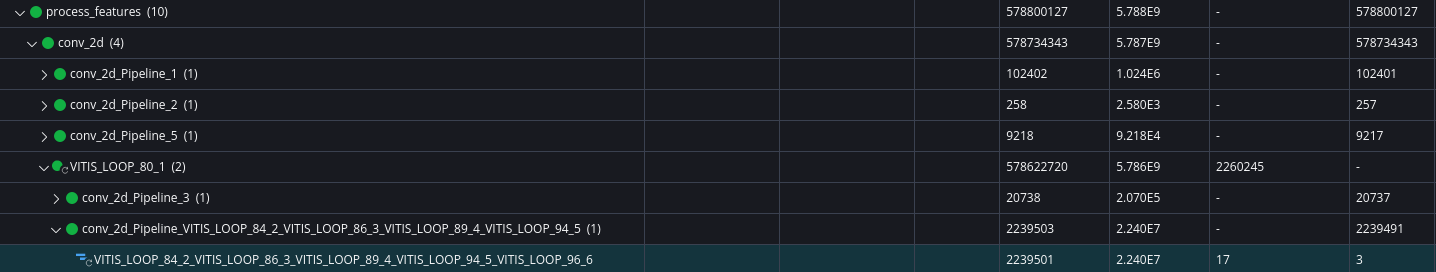 process_features (10) 578800127 5.788E9 - 578800127
conv_2d (4) 578734343 5.787E9 - 578734343
conv_2d_Pipeline_1 (1) 102402 1.024E6 - 102401
conv_2d_Pipeline_2 (1) 258 2.580E3 - 257
conv_2d_Pipeline_5 (1) 9218 9.218E4 - 9217
VITIS_LOOP_80_1 (2) 578622720 5.786E9 2260245 -
conv_2d_Pipeline_3 (1) 20738 2.070E5 - 20737
conv_2d_Pipeline_VITIS_LOOP_84_2_VITIS_LOOP_86_3_VITIS_LOOP_89_4_VITIS_LOOP_94_5 (1) 2239503 2.240E7 - 2239491
VITIS_LOOP_84_2_VITIS_LOOP_86_3_VITIS_LOOP_89_4_VITIS_LOOP_94_5_VITIS_LOOP_96_6 2239501 2.240E7 17 3